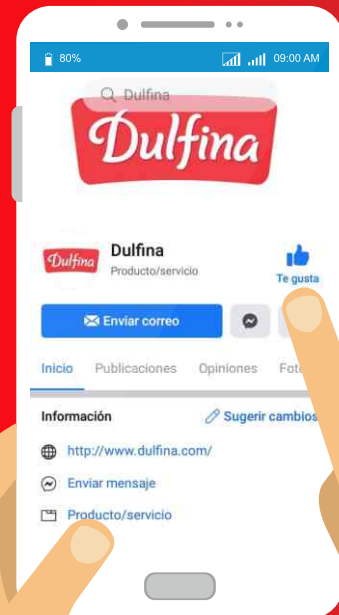 80% 09:00 AM
Dulfina
Dulfina
Dulfina
Dulfina
Producto/servicio
Te gusta
Enviar correo
Inicio Publicaciones Opiniones Fot
Información Sugerir cambios
http://www.dulfina.com/
Enviar mensaje
Producto/servicio